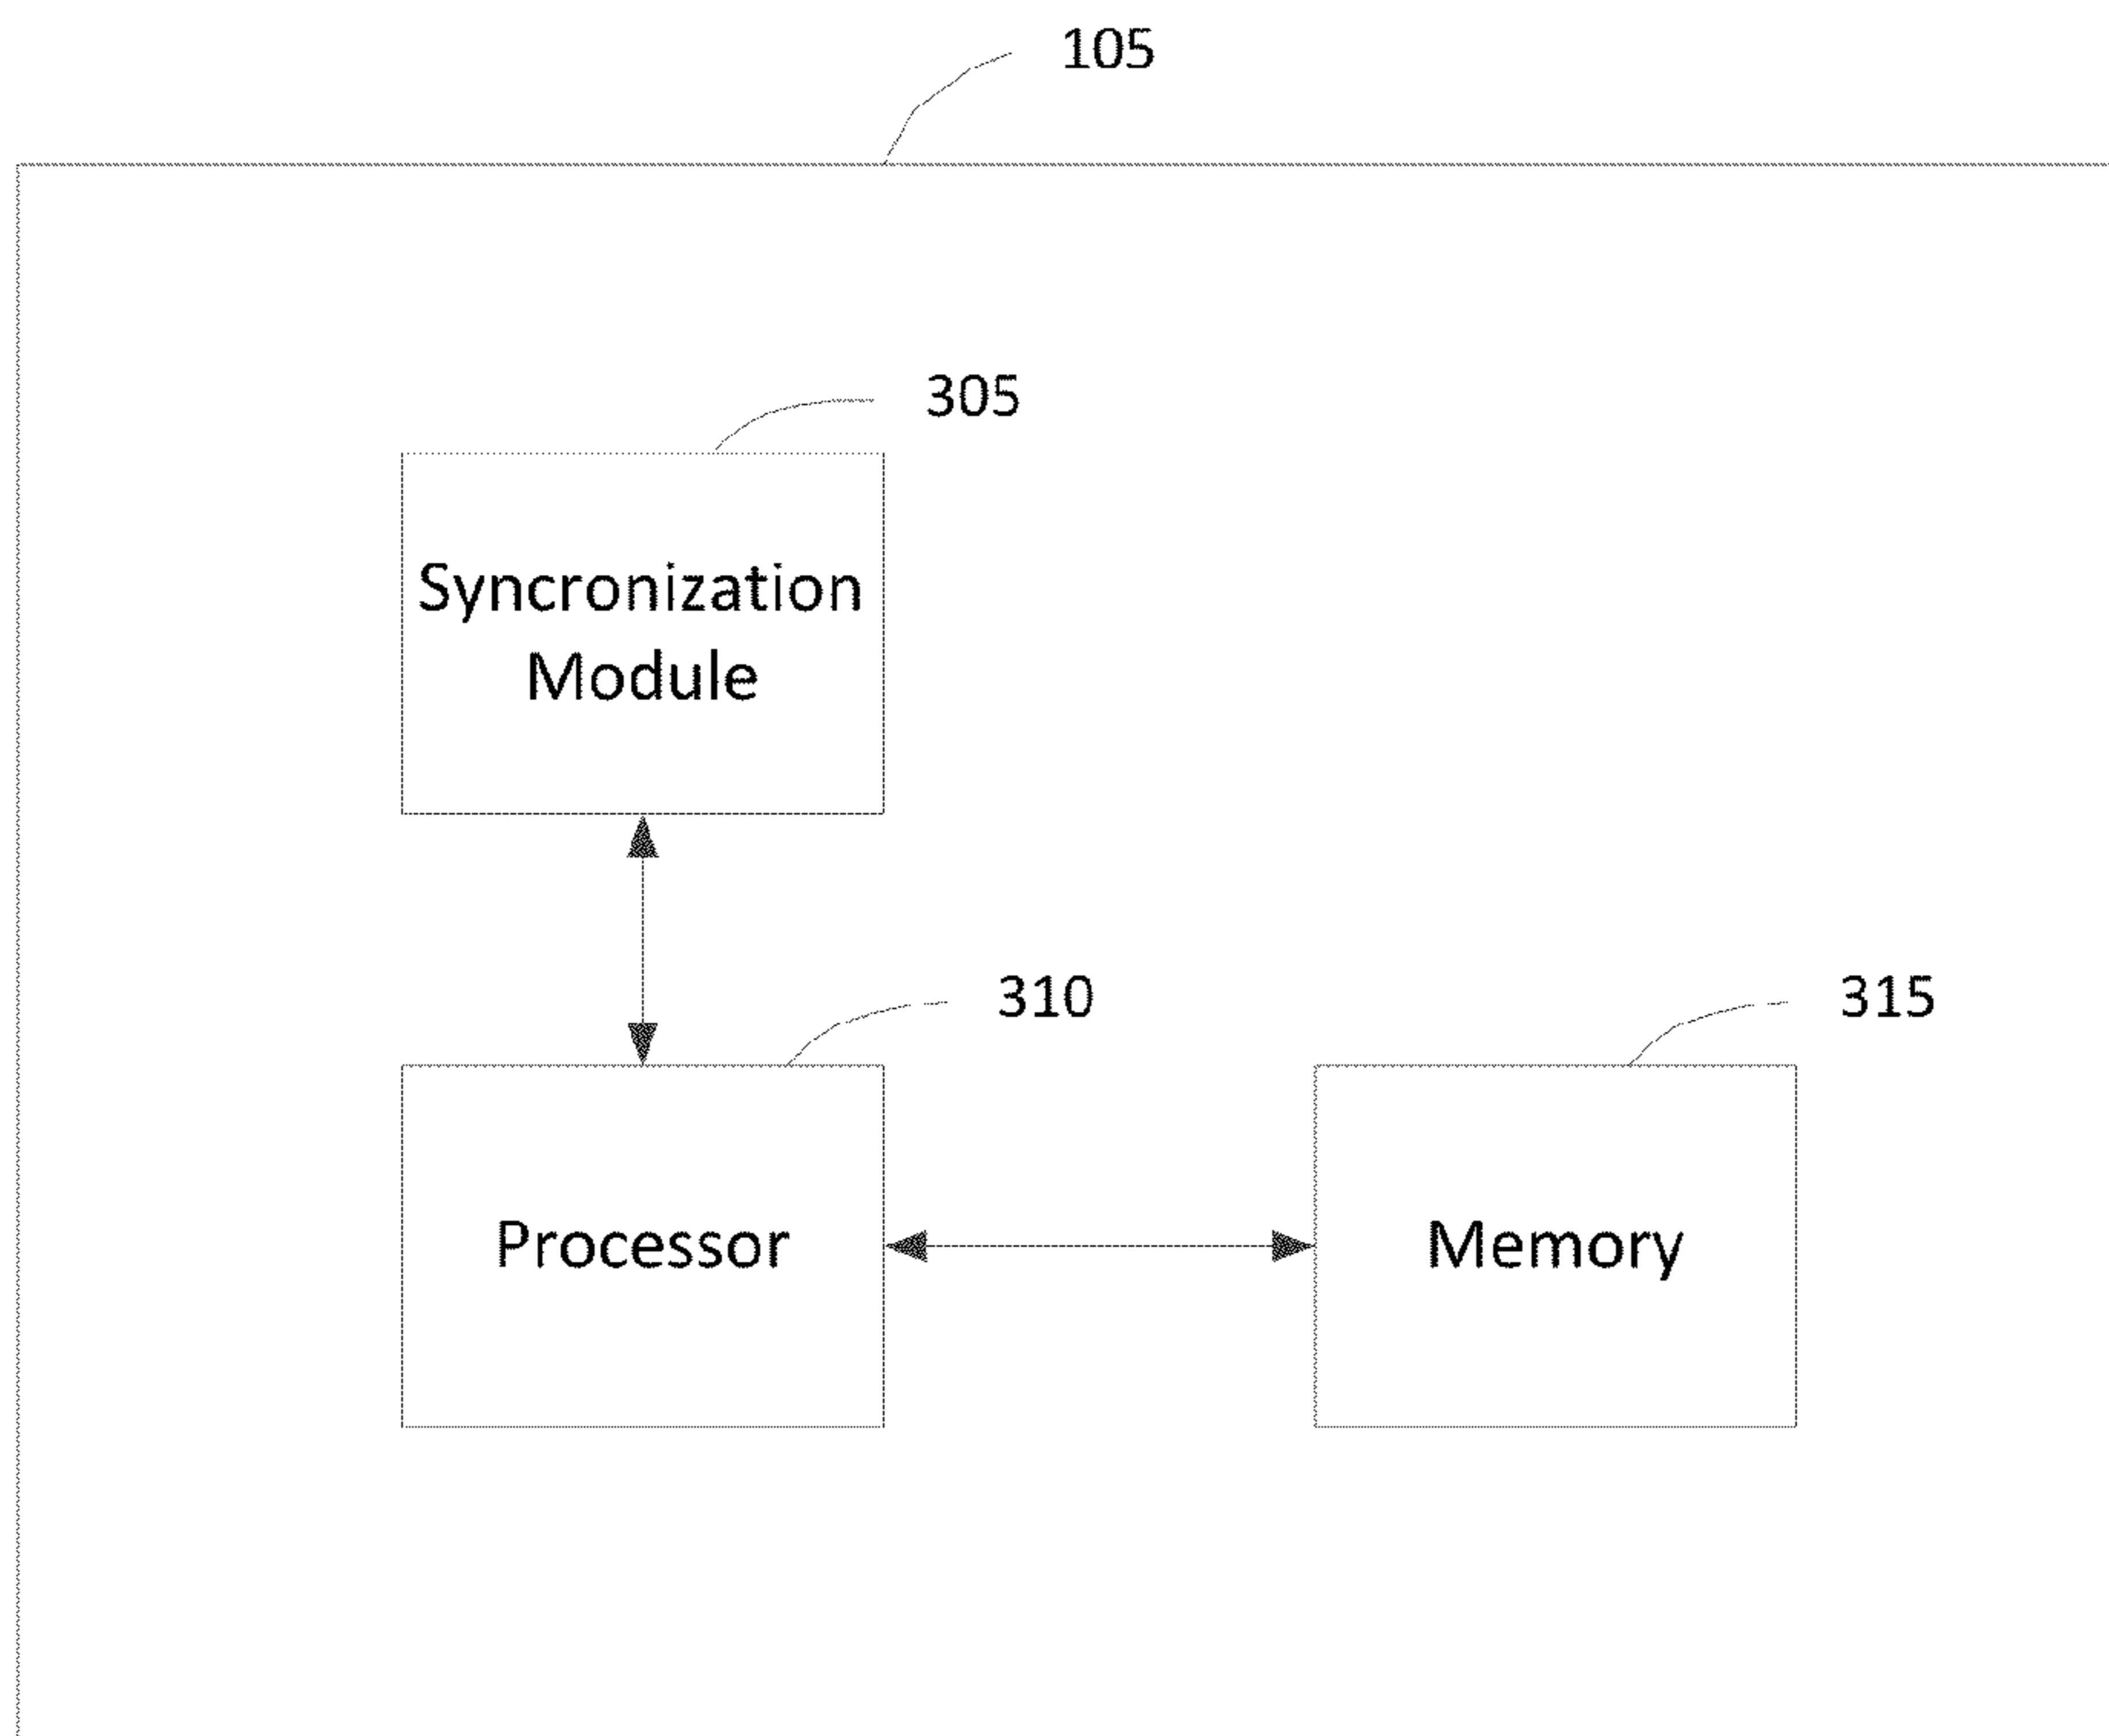 105
305
Syncronization
Module
310
315
Processor
Memory